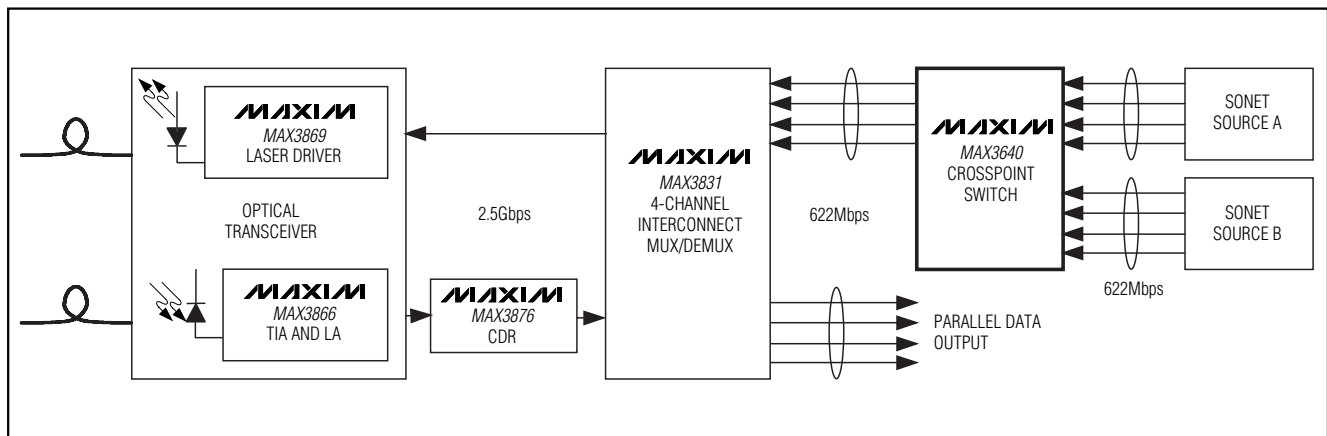 MAXIM
MAX3869
LASER DRIVER
OPTICAL
TRANSCEIVER
MAXIM
MAX3866
TIA AND LA
2.5Gbps
MAXIM
MAX3876
CDR
MAXIM
MAX3831
4-CHANNEL
INTERCONNECT
MUX/DEMUX
622Mbps
PARALLEL DATA
OUTPUT
MAXIM
MAX3640
CROSSPOINT
SWITCH
SONET
SOURCE A
SONET
SOURCE B
622Mbps